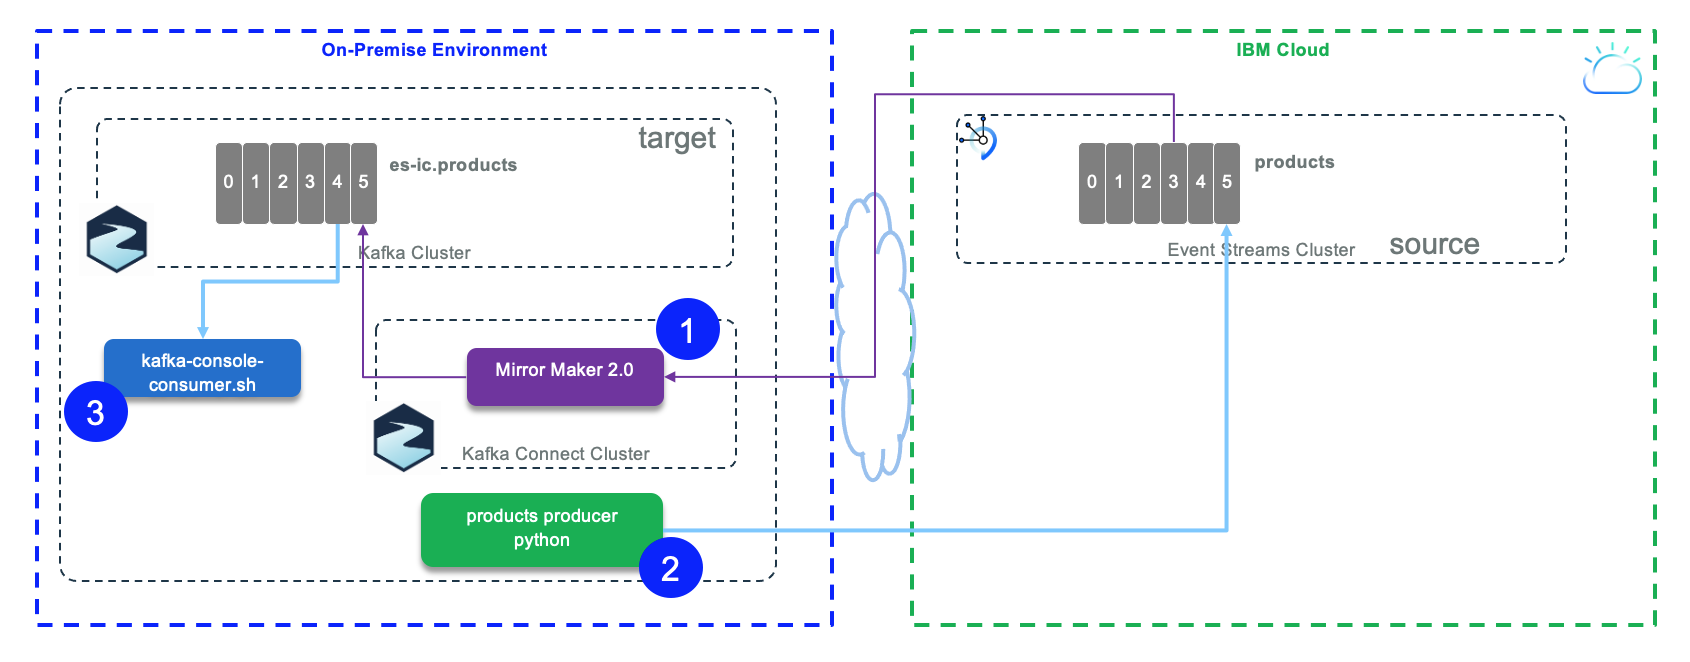 On-Premise Environment
target
es-ic.products
0 1 2 3 4 5
Kafka Cluster
kafka-console-
consumer.sh
3
1
Mirror Maker 2.0
Kafka Connect Cluster
products producer
python
2
IBM Cloud
products
0 1 2 3 4 5
Event Streams Cluster
source